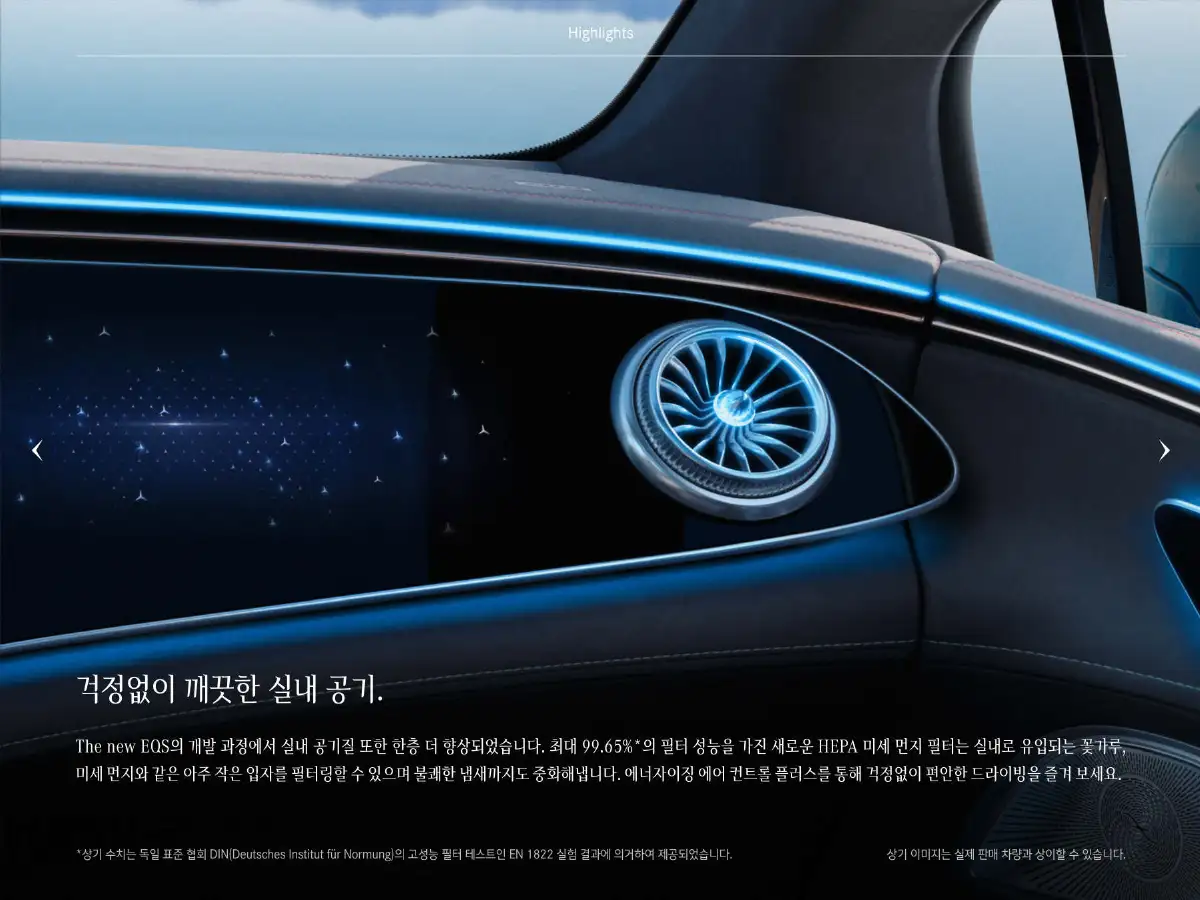 Highlights
걱정없이 깨끗한 실내 공기.
The new EQS의 개발 과정에서 실내 공기질 또한 한층 더 향상되었습니다. 최대 99.65%*의 필터 성능을 가진 새로운 HEPA 미세 먼지 필터는 실내로 유입되는 꽃가루,
미세 먼지와 같은 아주 작은 입자를 필터링할 수 있으며 불쾌한 냄새까지도 중화해냅니다. 에너자이징 에어 컨트롤 플러스를 통해 걱정없이 편안한 드라이빙을 즐겨 보세요.
*상기 수치는 독일 표준 협회 DIN(Deutsches Institut für Normung)의 고성능 필터 테스트인 EN 1822 실험 결과에 의거하여 제공되었습니다.
상기 이미지는 실제 판매 차량과 상이할 수 있습니다.